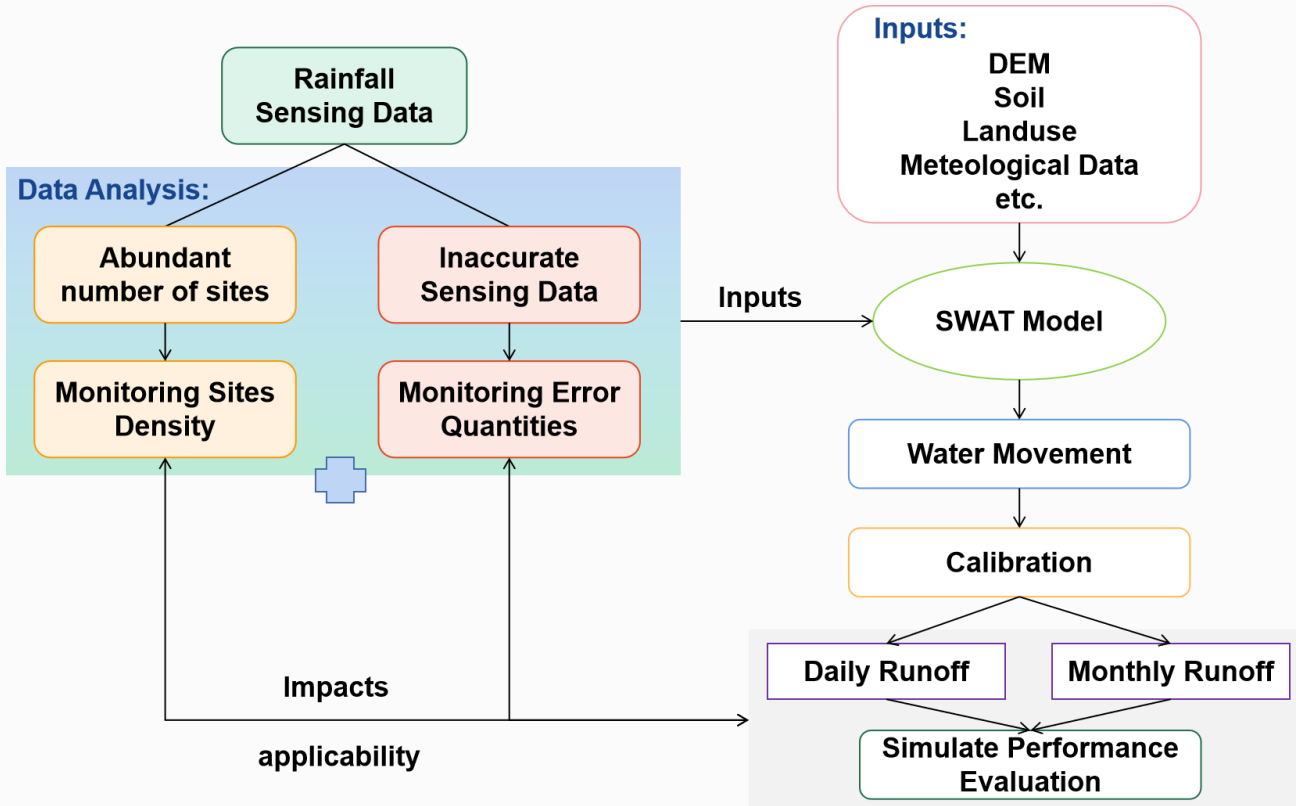 Rainfall
Sensing Data
Data Analysis:
Abundant
number of sites
Inaccurate
Sensing Data
Monitoring Sites
Density
Monitoring Error
Quantities
Inputs
Impacts
applicability
Inputs:
DEM
Soil
Landuse
Meteological Data
etc.
SWAT Model
Water Movement
Calibration
Daily Runoff
Monthly Runoff
Simulate Performance
Evaluation